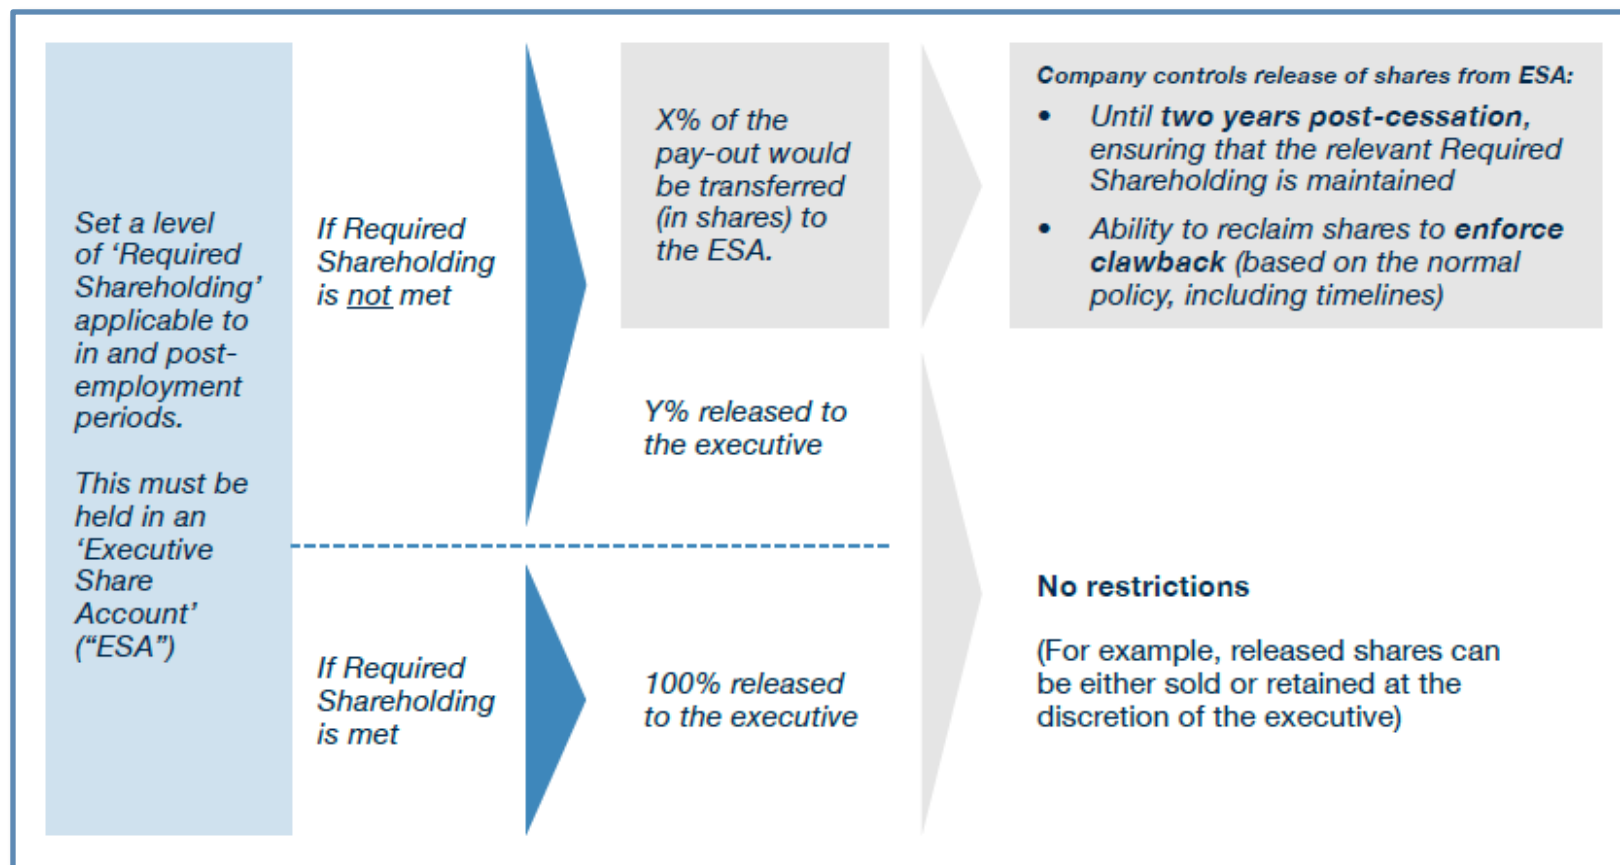 Set a level
of ‘Required
Shareholding’
applicable to
in and post-
employment
periods.
This must be
held in an
‘Executive
Share
Account’
(“ESA”)
If Required
Shareholding
is not met
X% of the
pay-out would
be transferred
(in shares) to
the ESA.
Company controls release of shares from ESA:
• Until two years post-cessation,
ensuring that the relevant Required
Shareholding is maintained
• Ability to reclaim shares to enforce
clawback (based on the normal
policy, including timelines)
Y% released to
the executive
If Required
Shareholding
is met
100% released
to the executive
No restrictions
(For example, released shares can
be either sold or retained at the
discretion of the executive)